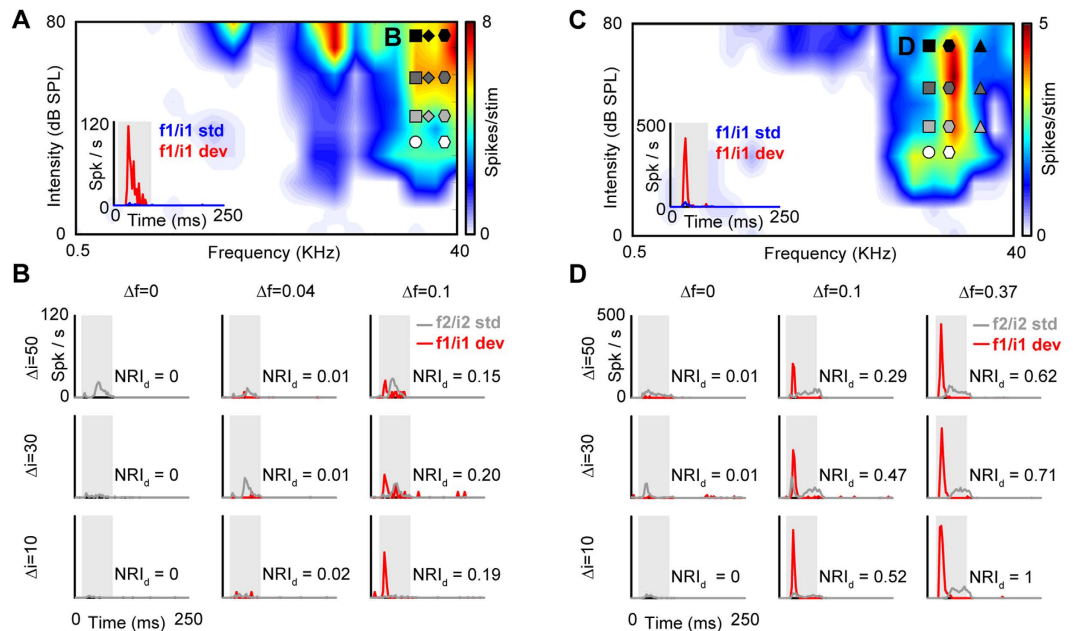 A
80
Intensity (dB SPL)
0
0.5
Frequency (KHz)
40
B
8
Spikes/stim
0
120
Spk / s
0
f1/i1 std
f1/i1 dev
0
Time (ms)
250
C
80
Intensity (dB SPL)
0
0.5
Frequency (KHz)
40
D
5
Spikes/stim
0
500
Spk / s
0
f1/i1 std
f1/i1 dev
0
Time (ms)
250
B
Δf=0
Δf=0.04
Δf=0.1
120
Spk / s
0
f2/i2 std
f1/i1 dev
Δi=50
NRId = 0
NRId = 0.01
NRId = 0.15
Δi=30
NRId = 0
NRId = 0.01
NRId = 0.20
Δi=10
NRId = 0
NRId = 0.02
NRId = 0.19
0
Time (ms)
250
D
Δf=0
Δf=0.1
Δf=0.37
500
Spk / s
0
f2/i2 std
f1/i1 dev
Δi=50
NRId = 0.01
NRId = 0.29
NRId = 0.62
Δi=30
NRId = 0.01
NRId = 0.47
NRId = 0.71
Δi=10
NRId = 0
NRId = 0.52
NRId = 1
0
Time (ms)
250